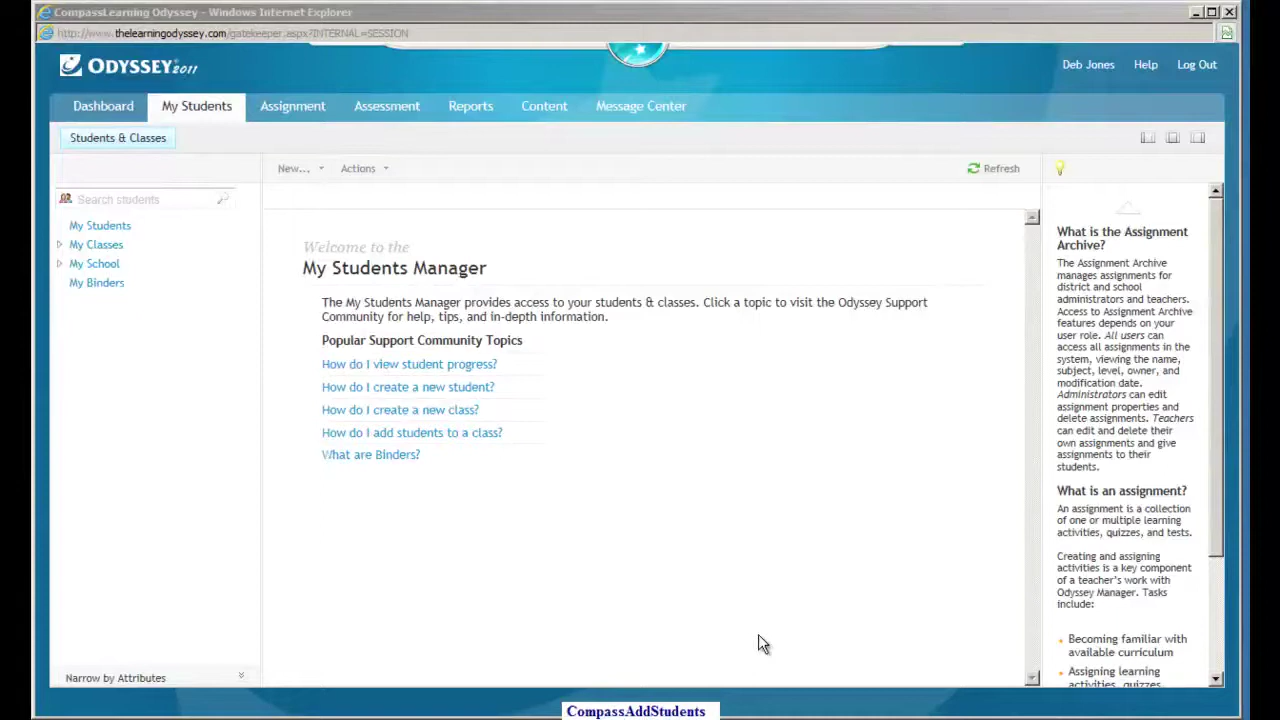 CompassLearning Odyssey - Windows Internet Explorer
http://www.thelearningodyssey.com/gatekeeper.aspx?INTERNAL=SESSION
ODYSSEY 2011
Deb Jones Help Log Out
Dashboard My Students Assignment Assessment Reports Content Message Center
Students & Classes
New... Actions Refresh
Search students
My Students
My Classes
My School
My Binders
Narrow by Attributes
Welcome to the
My Students Manager
The My Students Manager provides access to your students & classes. Click a topic to visit the Odyssey Support
Community for help, tips, and in-depth information.
Popular Support Community Topics
How do I view student progress?
How do I create a new student?
How do I create a new class?
How do I add students to a class?
What are Binders?
What is the Assignment
Archive?
The Assignment Archive
manages assignments for
district and school
administrators and teachers.
Access to Assignment Archive
features depends on your
user role. All users can
access all assignments in the
system, viewing the name,
subject, level, owner, and
modification date.
Administrators can edit
assignment properties and
delete assignments. Teachers
can edit and delete their
own assignments and give
assignments to their
students.
What is an assignment?
An assignment is a collection
of one or multiple learning
activities, quizzes, and tests.
Creating and assigning
activities is a key component
of a teacher's work with
Odyssey Manager. Tasks
include:
Becoming familiar with
available curriculum
Assigning learning
activities, quizzes,
CompassAddStudents